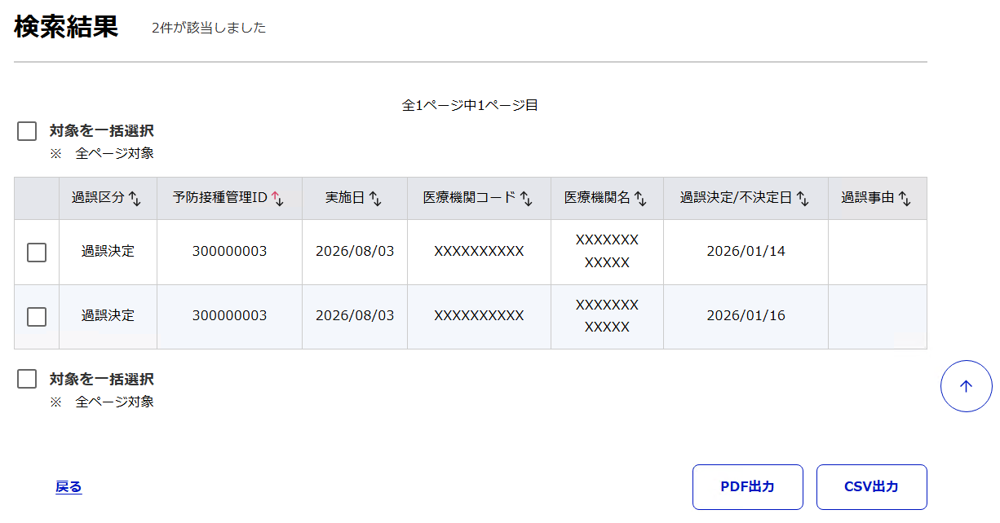 検索結果 2件が該当しました
全1ページ中1ページ目
対象を一括選択
※　全ページ対象
過誤区分 予防接種管理ID 実施日 医療機関コード 医療機関名 過誤決定/不決定日 過誤事由
過誤決定 300000003 2026/08/03 XXXXXXXXXX XXXXXXX 2026/01/14
XXXXX
過誤決定 300000003 2026/08/03 XXXXXXXXXX XXXXXXX 2026/01/16
XXXXX
対象を一括選択
※　全ページ対象
戻る PDF出力 CSV出力